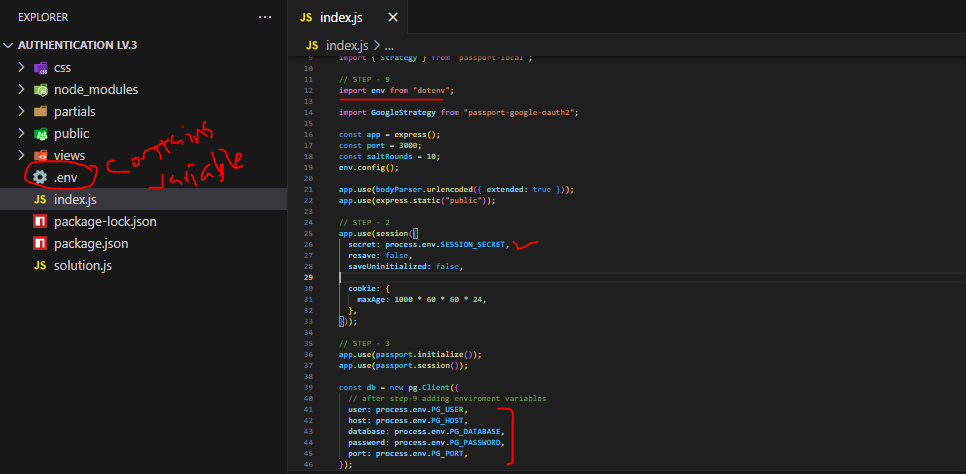 EXPLORER
...
AUTHENTICATION LV.3
css
node_modules
partials
public
views
.env
Contains
JS index.js
package-lock.json
package.json
JS solution.js
JS index.js
JS index.js > ...
9 import { Strategy } from "passport-local";
10
11 // STEP - 9
12 import env from "dotenv";
13
14 import GoogleStrategy from "passport-google-oauth2";
15
16 const app = express();
17 const port = 3000;
18 const saltRounds = 10;
19 env.config();
20
21 app.use(bodyParser.urlencoded({ extended: true }));
22 app.use(express.static("public"));
23
24 // STEP - 2
25 app.use(session({
26 secret: process.env.SESSION_SECRET,
27 resave: false,
28 saveUninitialized: false,
29
30 cookie: {
31 maxAge: 1000 * 60 * 60 * 24,
32 },
33 }));
33
34 // STEP - 3
36 app.use(passport.initialize());
37 app.use(passport.session());
38
39 const db = new pg.Client({
40 // after step-9 adding enviroment variables
41 user: process.env.PG_USER,
42 host: process.env.PG_HOST,
43 database: process.env.PG_DATABASE,
44 password: process.env.PG_PASSWORD,
45 port: process.env.PG_PORT,
46 });